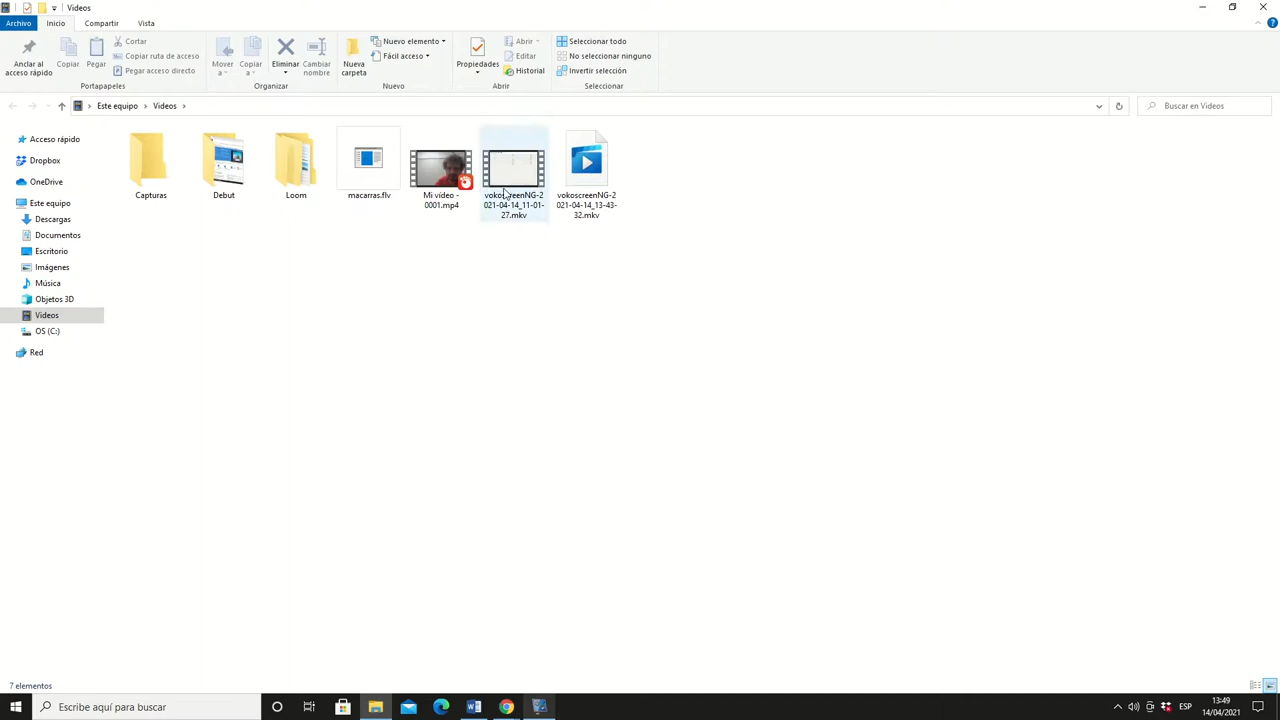 Videos
Archivo Inicio Compartir Vista
Anclar al acceso rápido
Copiar
Pegar
Cortar
Copiar ruta de acceso
Pegar acceso directo
Portapapeles
Mover a
Copiar a
Eliminar
Cambiar nombre
Organizar
Nueva carpeta
Nuevo elemento
Fácil acceso
Nuevo
Propiedades
Abrir
Editar
Historial
Abrir
Seleccionar todo
No seleccionar ninguno
Invertir selección
Seleccionar
Este equipo Videos
Buscar en Videos
Acceso rápido
Dropbox
OneDrive
Este equipo
Descargas
Documentos
Escritorio
Imágenes
Música
Objetos 3D
Videos
OS (C:)
Red
Capturas
Debut
Loom
macarras.flv
Mi vídeo -
0001.mp4
vokoscreenNG-2
021-04-14_11-01-
27.mkv
vokoscreenNG-2
021-04-14_13-43-
32.mkv
7 elementos
Escribe aquí para buscar
ESP
13:49
14/04/2021